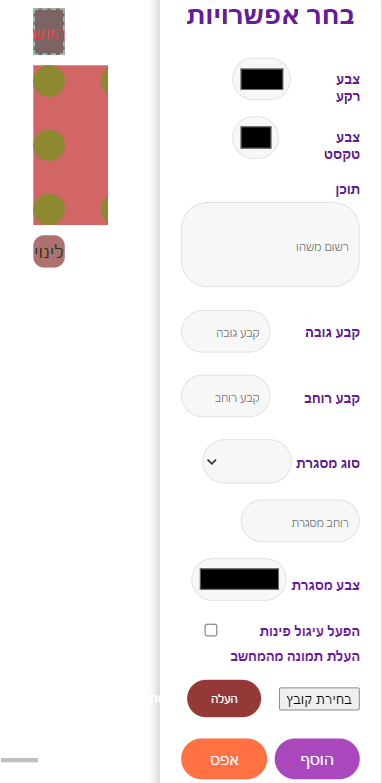 בחר אפשרויות
צבע
רקע
צבע
טקסט
תוכן
רשום משהו
קבע גובה
קבע גובה
קבע רוחב
קבע רוחב
סוג מסגרת
רוחב מסגרת
צבע מסגרת
הפעל עיגול פינות
העלת תמונה מהמחשב
בחירת קובץ
העלה
הוסף
אפס
היוש
לינוי